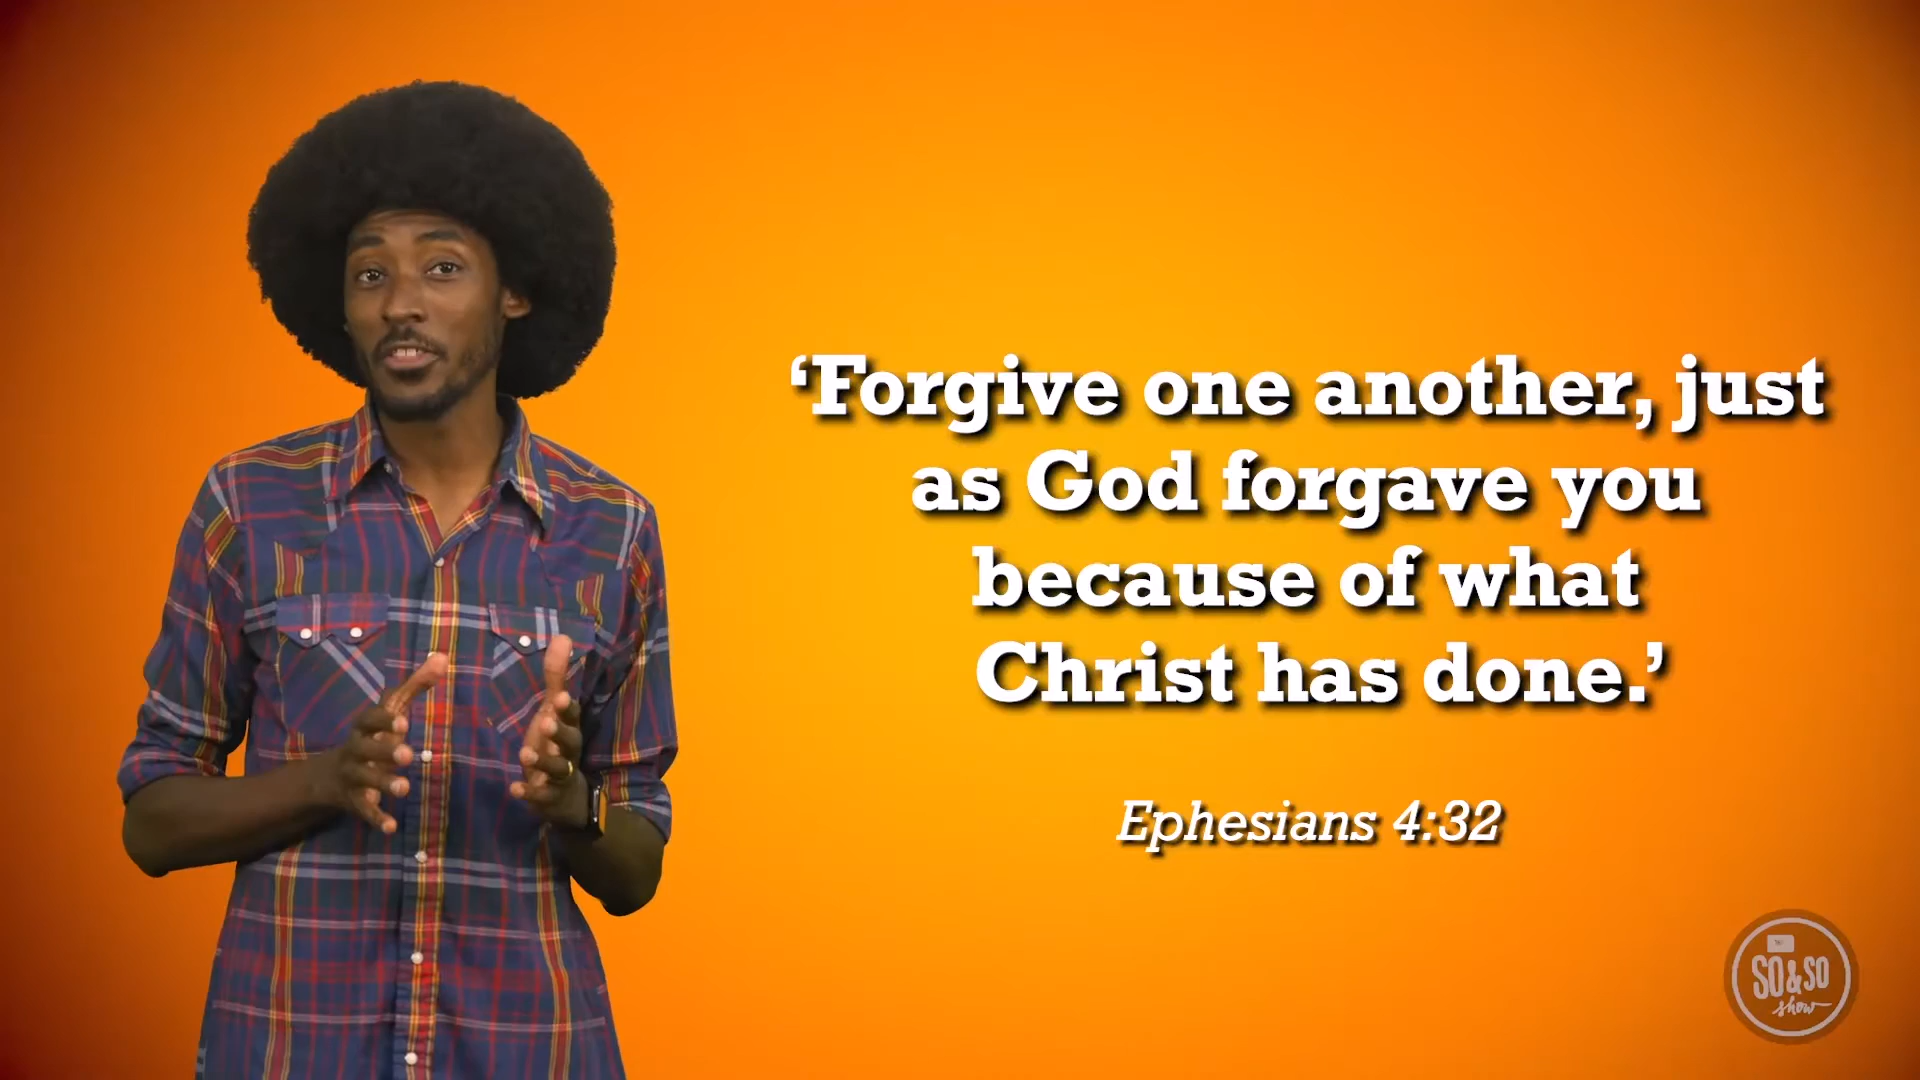 ‘Forgive one another, just
as God forgave you
because of what
Christ has done.’
Ephesians 4:32
SO & SO
show